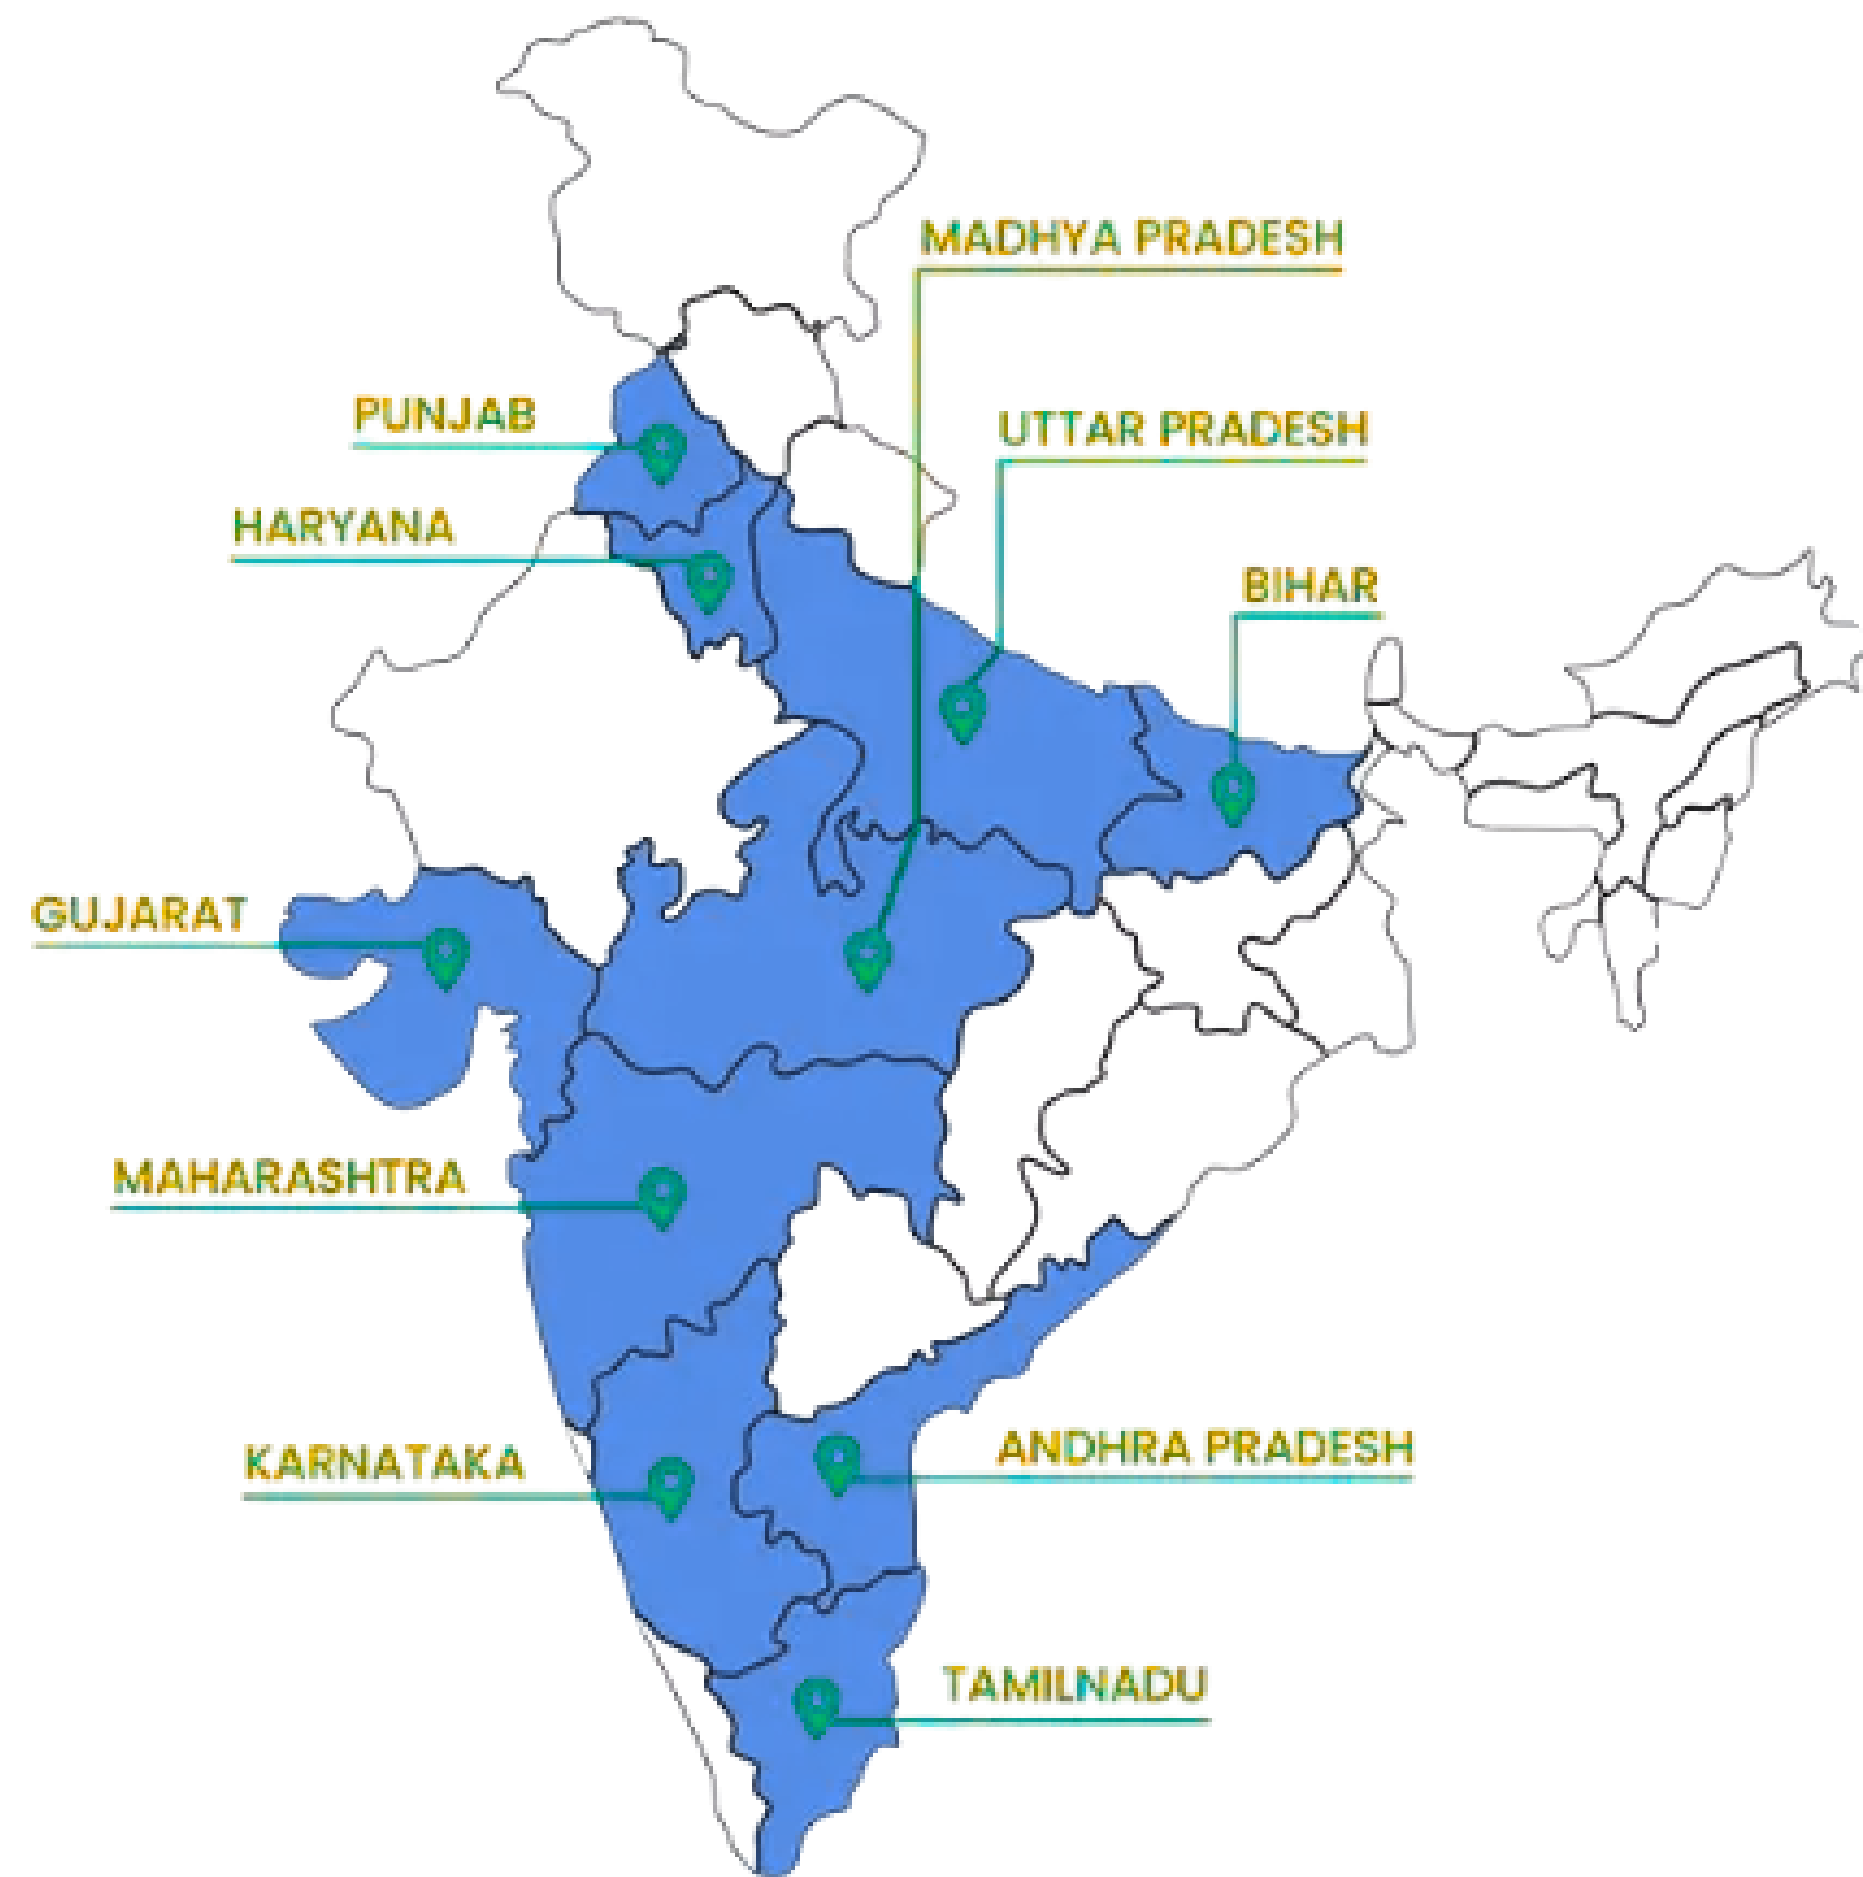 MADHYA PRADESH
PUNJAB
UTTAR PRADESH
HARYANA
BIHAR
GUJARAT
MAHARASHTRA
KARNATAKA
ANDHRA PRADESH
TAMILNADU